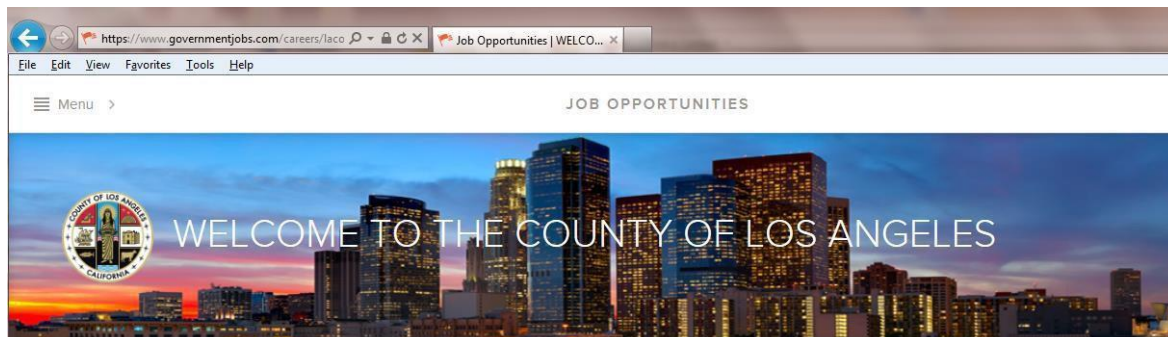 https://www.governmentjobs.com/careers/laco
Job Opportunities | WELCO...
File Edit View Favorites Tools Help
Menu
JOB OPPORTUNITIES
COUNTY OF LOS ANGELES
CALIFORNIA
WELCOME TO THE COUNTY OF LOS ANGELES